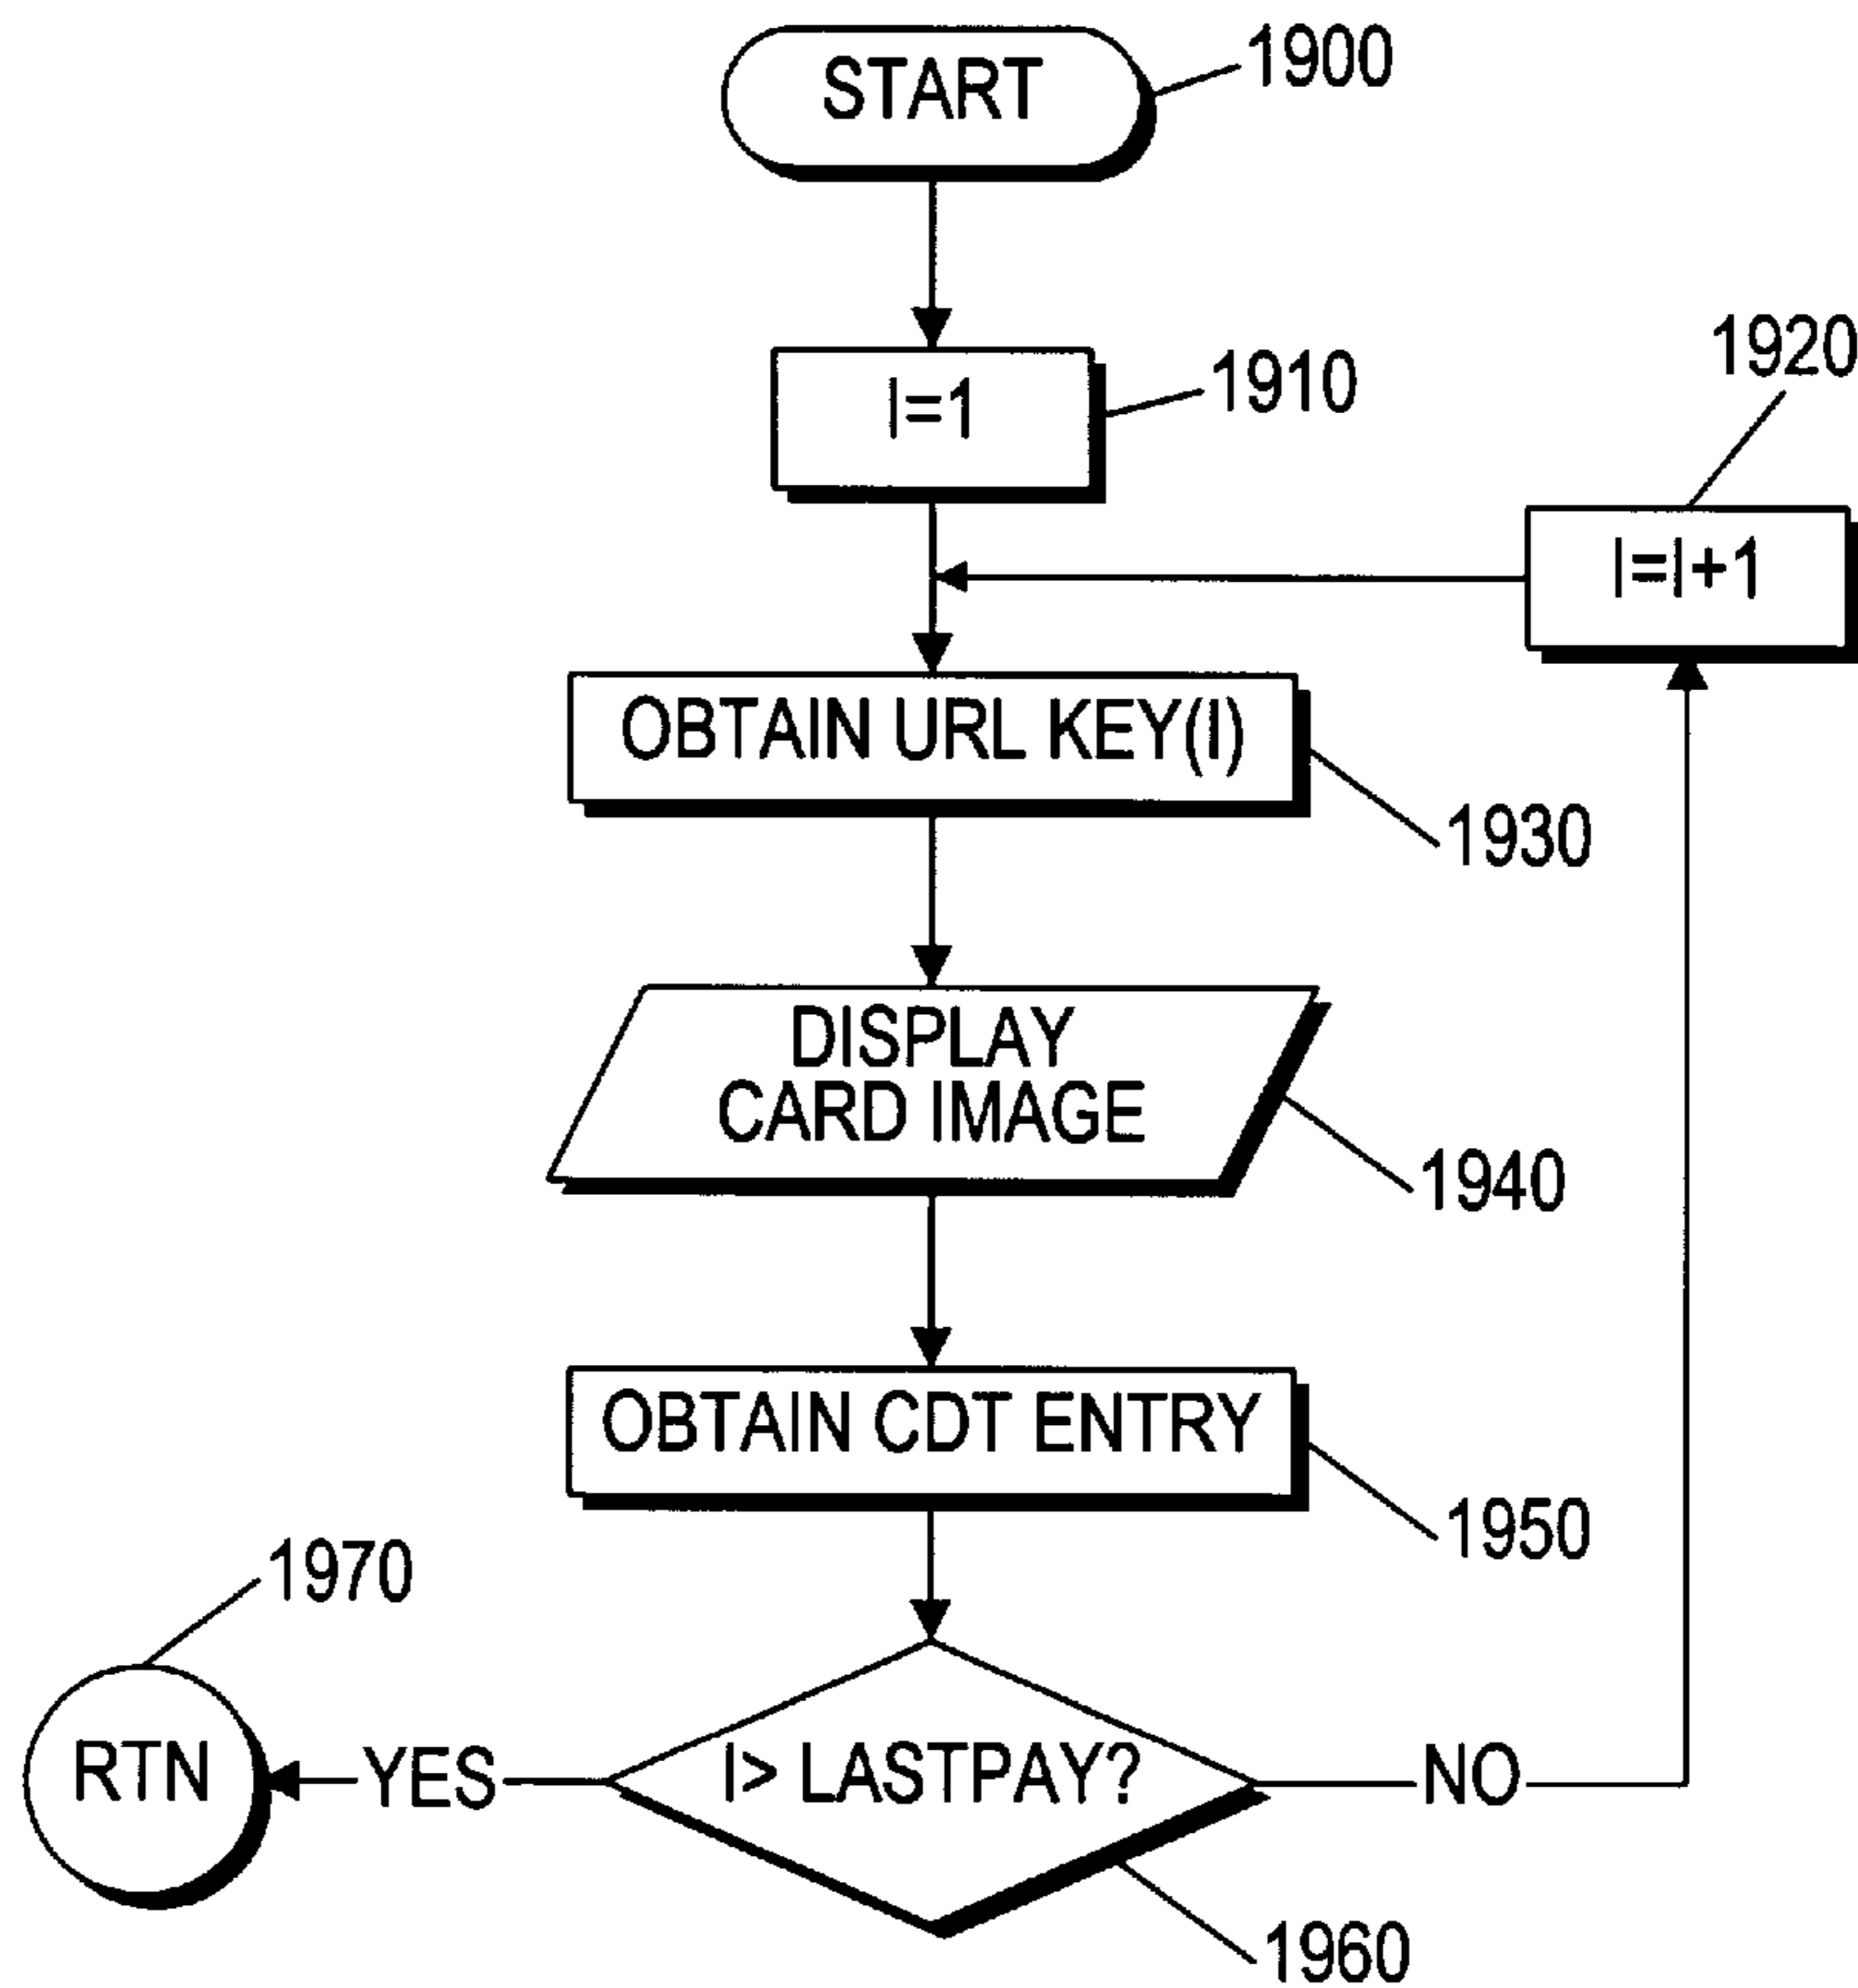 START
1900
I=1
1910
1920
I=I+1
OBTAIN URL KEY(I)
1930
DISPLAY
CARD IMAGE
1940
OBTAIN CDT ENTRY
1950
1970
RTN
YES
I> LASTPAY?
NO
1960